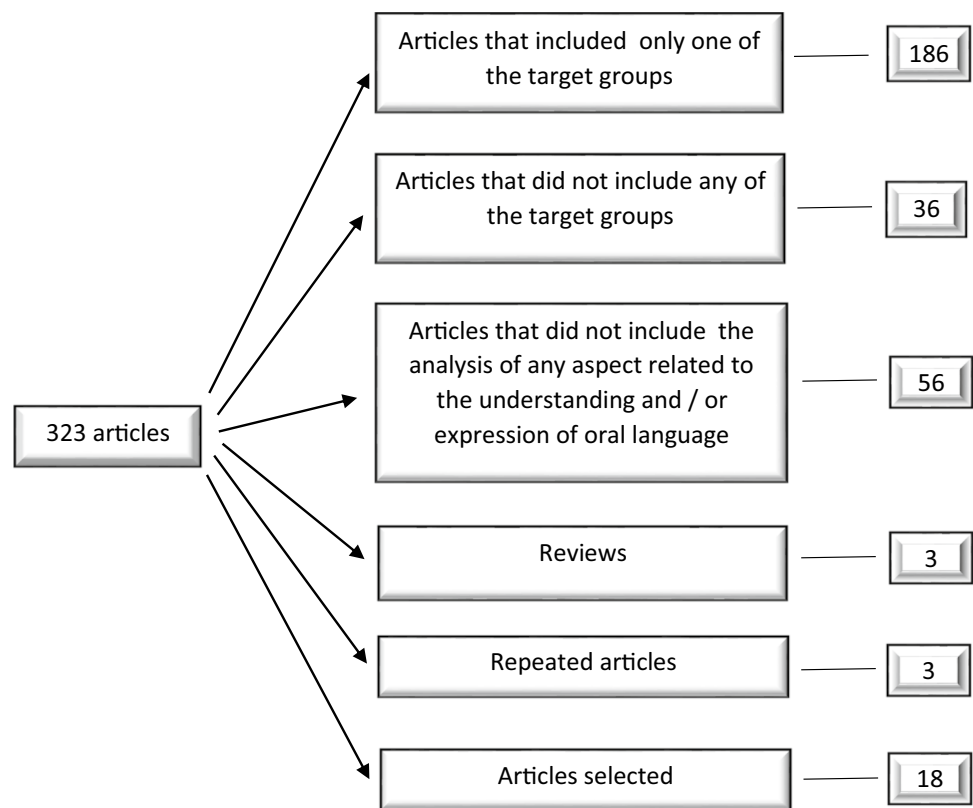 Articles that included only one of
the target groups
186
Articles that did not include any of
the target groups
36
Articles that did not include the
analysis of any aspect related to
the understanding and / or
expression of oral language
56
323 articles
Reviews
3
Repeated articles
3
Articles selected
18